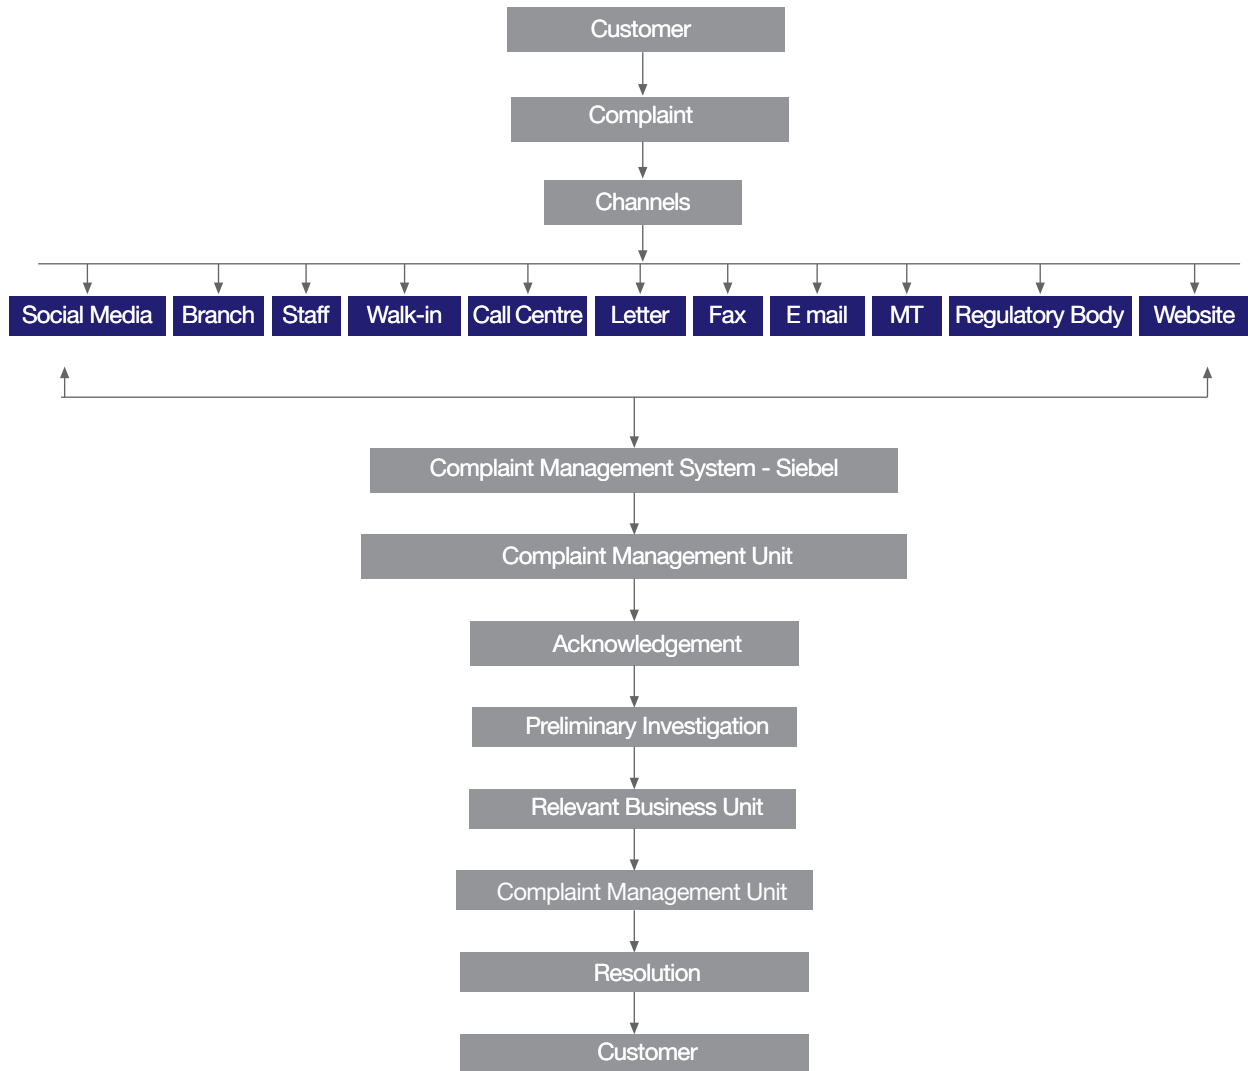 Customer
Complaint
Channels
Social Media Branch Staff Walk-in Call Centre Letter Fax E mail MT Regulatory Body Website
Complaint Management System - Siebel
Complaint Management Unit
Acknowledgement
Preliminary Investigation
Relevant Business Unit
Complaint Management Unit
Resolution
Customer